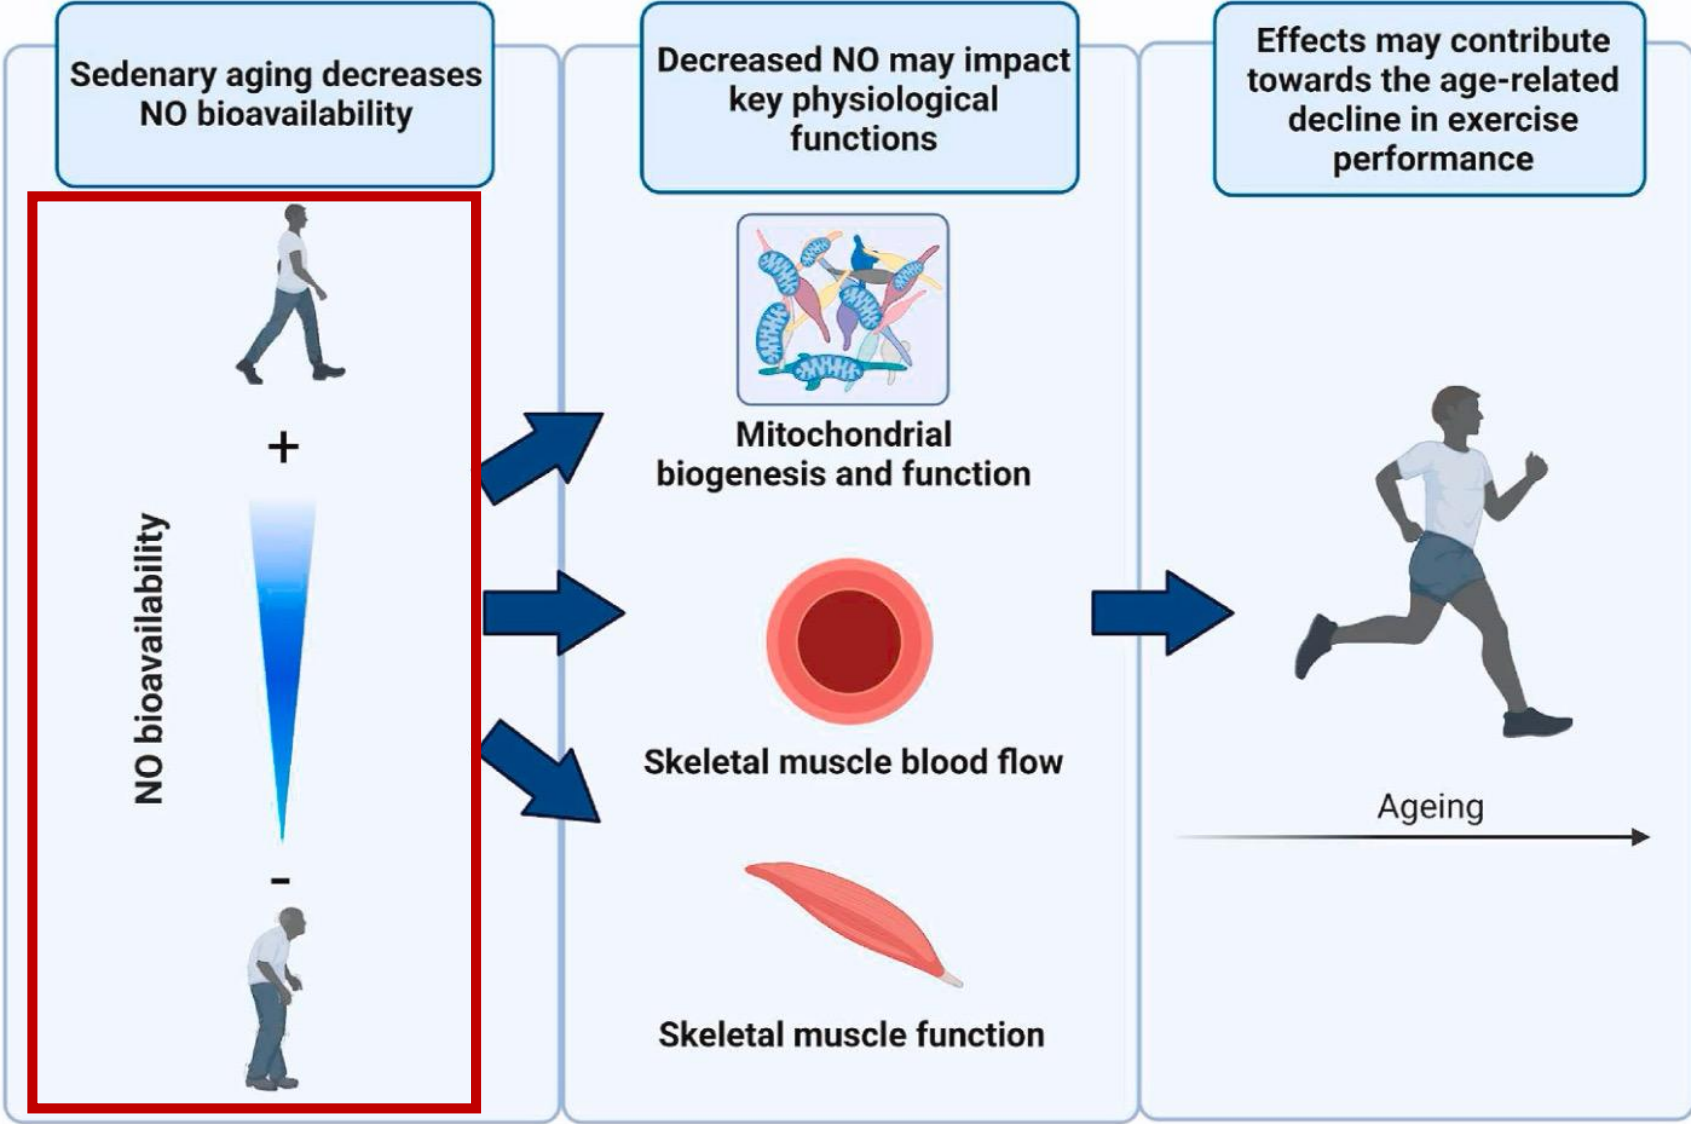 Sedenary aging decreases
NO bioavailability
+
NO bioavailability
-
Decreased NO may impact
key physiological
functions
Mitochondrial
biogenesis and function
Skeletal muscle blood flow
Skeletal muscle function
Effects may contribute
towards the age-related
decline in exercise
performance
Ageing